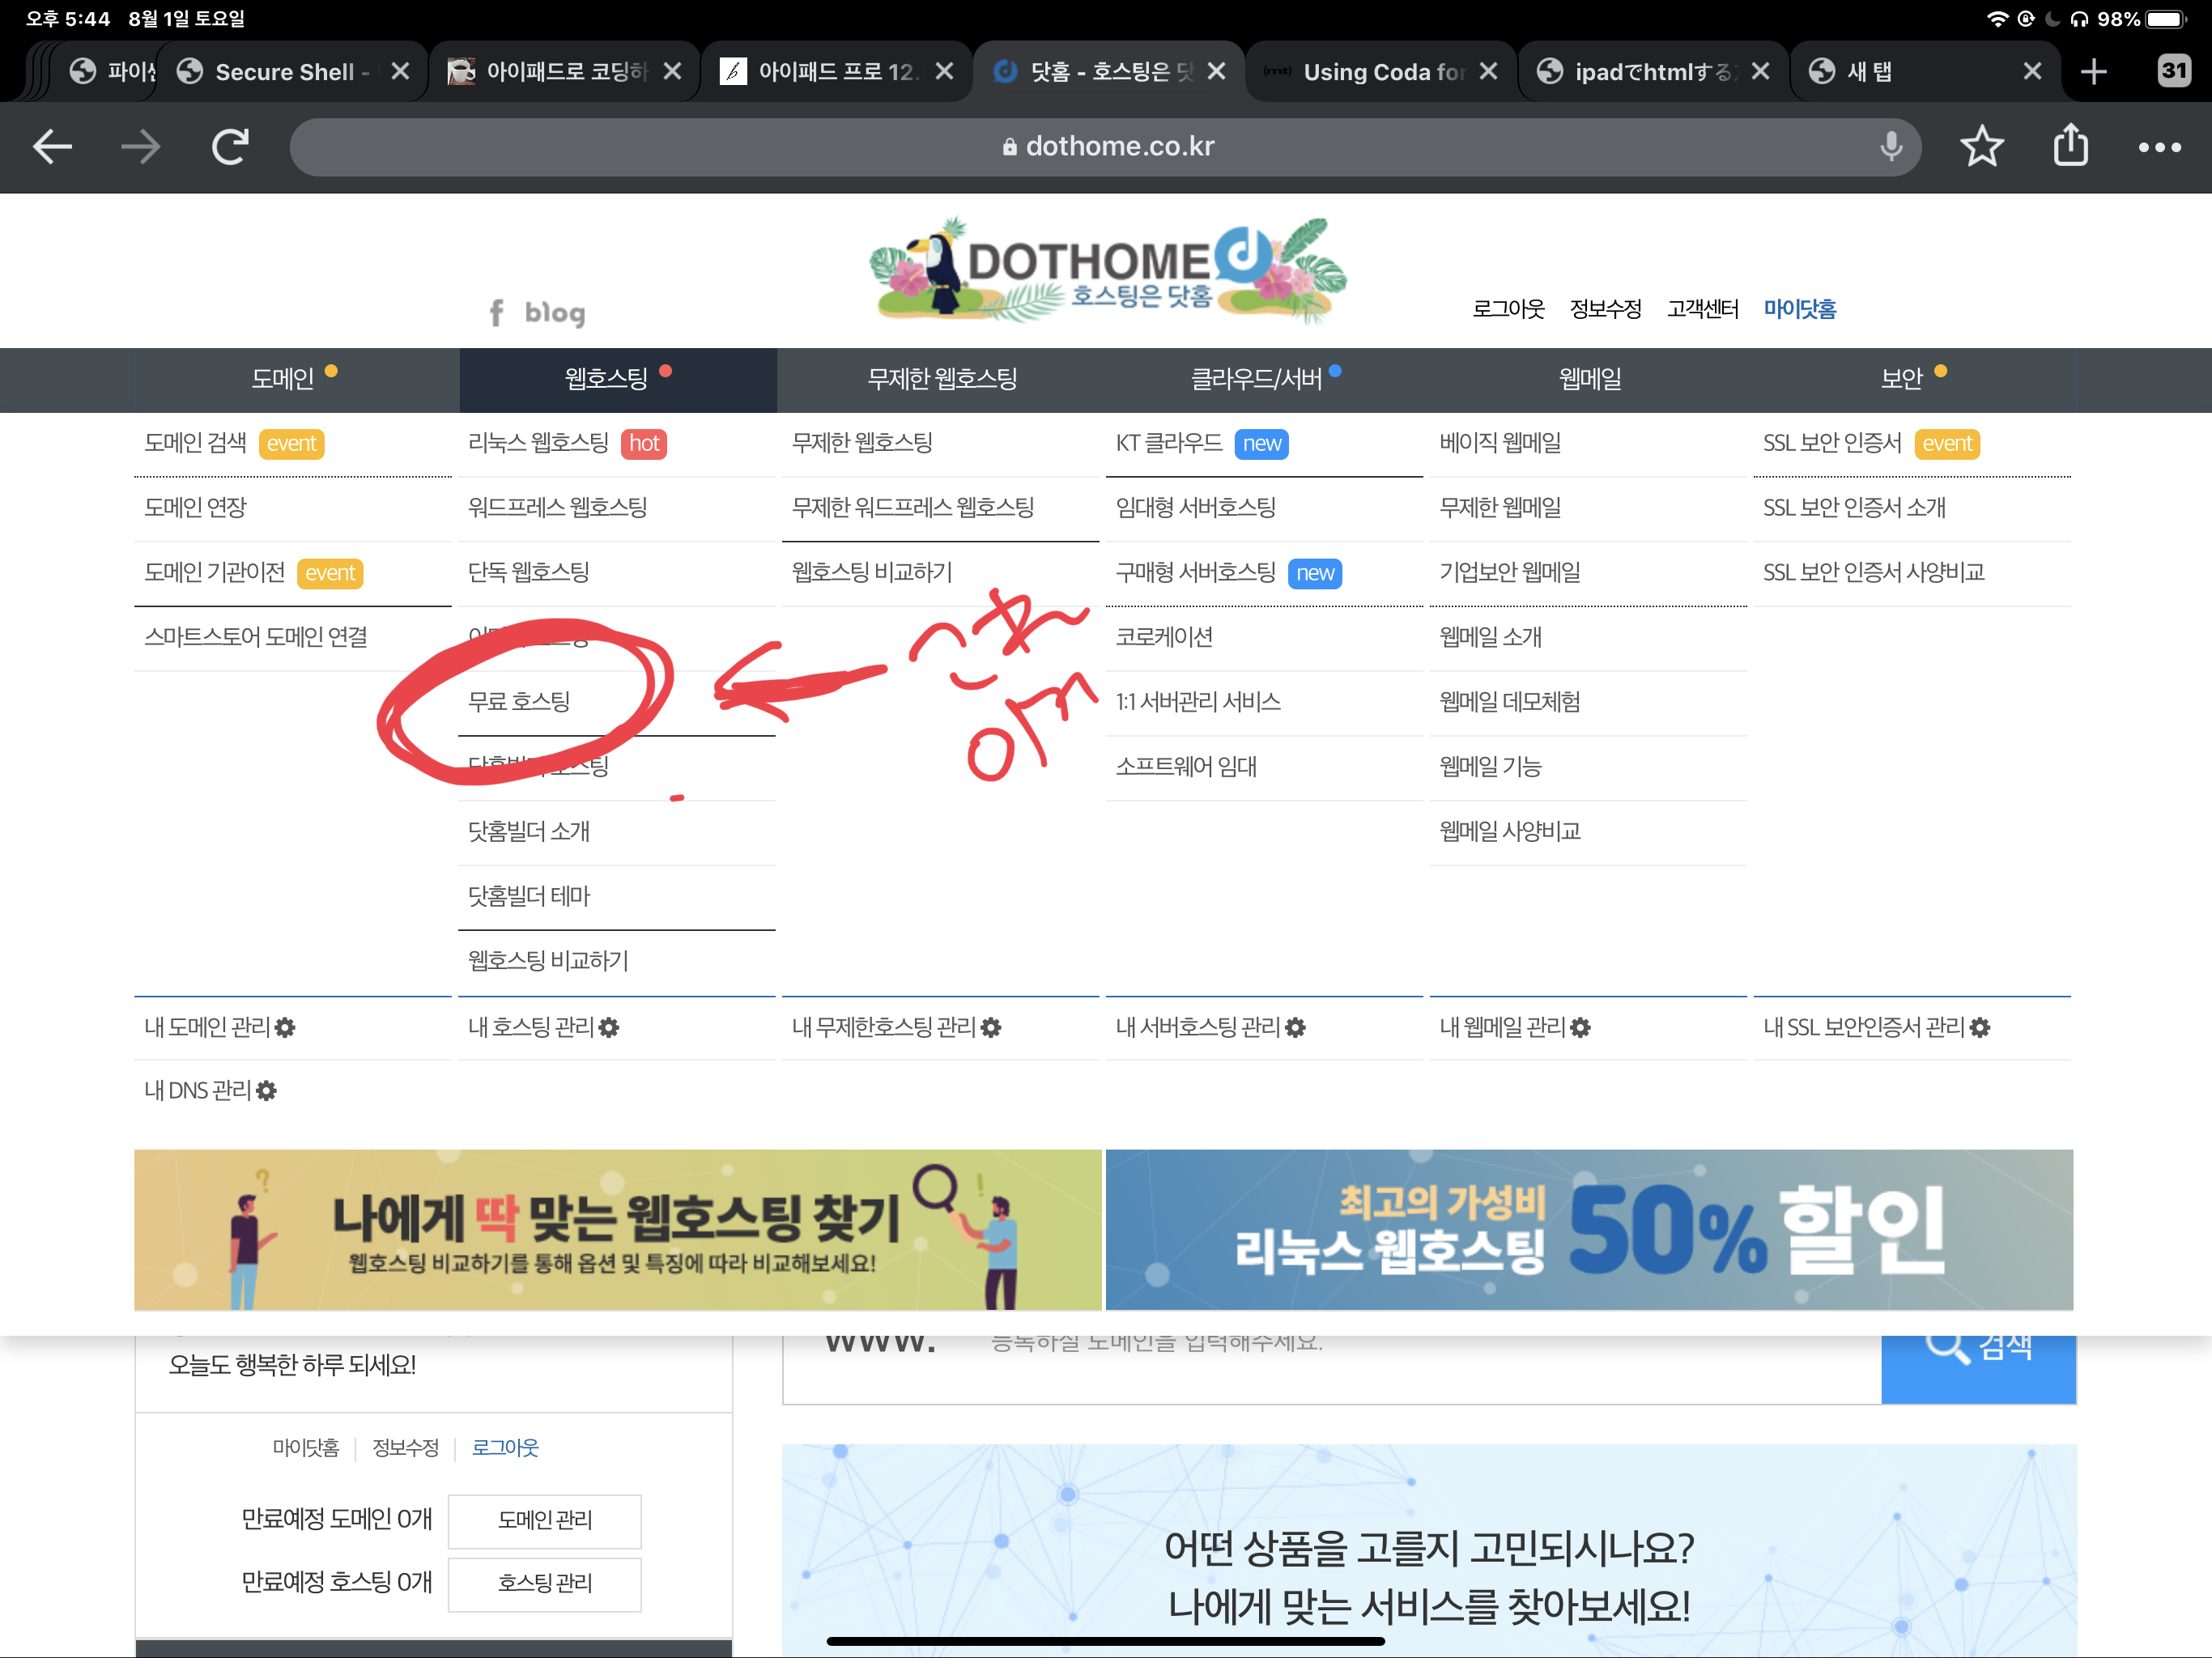 오후 5:44 8월 1일 토요일 98%
파이썬 Secure Shell - 아이패드로 코딩하 아이패드 프로 12. 닷홈 - 호스팅은 닷 Using Coda for ipadでhtmlする 새 탭 31
dothome.co.kr
DOTHOME
호스팅은 닷홈
f blog
로그아웃 정보수정 고객센터 마이닷홈
도메인 웹호스팅 무제한 웹호스팅 클라우드/서버 웹메일 보안
도메인 검색 event 리눅스 웹호스팅 hot 무제한 웹호스팅 KT 클라우드 new 베이직 웹메일 SSL 보안 인증서 event
도메인 연장 워드프레스 웹호스팅 무제한 워드프레스 웹호스팅 임대형 서버호스팅 무제한 웹메일 SSL 보안 인증서 소개
도메인 기관이전 event 단독 웹호스팅 웹호스팅 비교하기 구매형 서버호스팅 new 기업보안 웹메일 SSL 보안 인증서 사양비교
스마트스토어 도메인 연결 코로케이션 웹메일 소개
무료 호스팅 1:1 서버관리 서비스 웹메일 데모체험
닷홈빌더 호스팅 소프트웨어 임대 웹메일 기능
닷홈빌더 소개 웹메일 사양비교
닷홈빌더 테마
웹호스팅 비교하기
내 도메인 관리 내 호스팅 관리 내 무제한호스팅 관리 내 서버호스팅 관리 내 웹메일 관리 내 SSL 보안인증서 관리
내 DNS 관리
나에게 딱 맞는 웹호스팅 찾기
웹호스팅 비교하기를 통해 옵션 및 특징에 따라 비교해보세요!
최고의 가성비
리눅스 웹호스팅 50% 할인
www. 등록하실 도메인을 입력해주세요. 검색
오늘도 행복한 하루 되세요!
마이닷홈 정보수정 로그아웃
만료예정 도메인 0개 도메인 관리
만료예정 호스팅 0개 호스팅 관리
어떤 상품을 고를지 고민되시나요?
나에게 맞는 서비스를 찾아보세요!